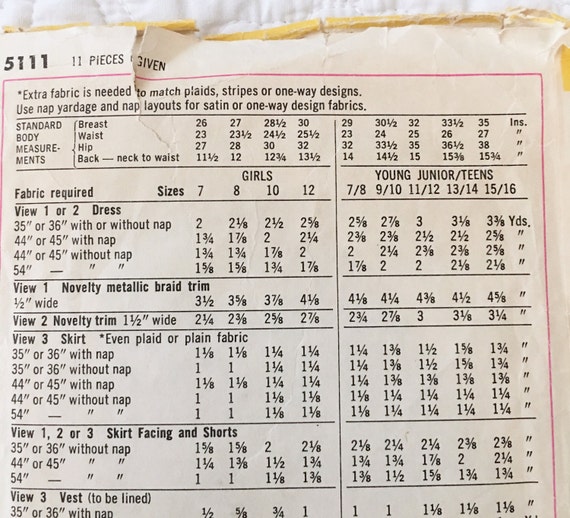 5111 11 PIECES GIVEN
*Extra fabric is needed to match plaids, stripes or one-way designs.
Use nap yardage and nap layouts for satin or one-way design fabrics.
STANDARD Breast 26 27 28½ 30 29 30½ 32 33½ 35 Ins.
BODY Waist 23 23½ 24½ 25½ 23 24 25 26 27 "
MEASURE- Hip 27 28 30 32 32 33½ 35 36½ 38 "
MENTS Back – neck to waist 11½ 12 12¾ 13½ 14 14½ 15 15⅜ 15¾ "
GIRLS YOUNG JUNIOR/TEENS
Fabric required Sizes 7 8 10 12 7/8 9/10 11/12 13/14 15/16
View 1 or 2 Dress
35" or 36" with or without nap 2 2⅛ 2½ 2⅝ 2⅝ 2⅞ 3 3⅛ 3⅜ Yds.
44" or 45" with nap 1¾ 1⅞ 2 2¼ 2⅜ 2⅜ 2½ 2½ 2⅝ "
44" or 45" without nap 1¾ 1¾ 1⅞ 2 2 2¼ 2⅜ 2⅜ 2⅝ "
54" — " " 1⅝ 1⅝ 1¾ 1⅞ 1⅞ 2 2 2⅛ 2⅛ "
View 1 Novelty metallic braid trim
½" wide 3½ 3⅝ 3⅞ 4⅛ 4⅛ 4¼ 4⅜ 4½ 4⅝ "
View 2 Novelty trim 1½" wide 2¼ 2⅜ 2⅝ 2⅞ 2¾ 2⅞ 3 3⅛ 3¼ "
View 3 Skirt *Even plaid or plain fabric
35" or 36" with nap 1⅛ 1⅛ 1¼ 1¼ 1¼ 1⅜ 1½ 1⅝ 1¾ "
35" or 36" without nap 1 1 1¼ 1¼ 1¼ 1⅜ 1½ 1⅝ 1¾ "
44" or 45" with nap 1⅛ 1⅛ 1¼ 1¼ 1¼ 1⅜ 1⅜ 1⅜ 1⅜ "
44" or 45" without nap 1 1 1¼ 1¼ 1¼ 1¼ 1¼ 1¼ 1¼ "
54" — " " 1 1 1⅛ 1⅛ 1⅛ 1¼ 1¼ 1¼ 1¼ "
View 1, 2 or 3 Skirt Facing and Shorts
35" or 36" without nap 1⅝ 1⅝ 2 2⅛ 2⅛ 2¼ 2¼ 2⅜ 2⅜ "
44" or 45" " " 1¼ 1⅜ 1½ 1¾ 1¾ 1¾ 1⅞ 2 2¼ "
54" — " " 1 1 1⅛ 1¼ 1⅜ 1½ 1⅝ 1¾ 1¾ "
View 3 Vest (to be lined)
35" or 36" with nap ½ ⅝ ¾ 1 1 1 1⅛ 1⅛ 1⅛ "